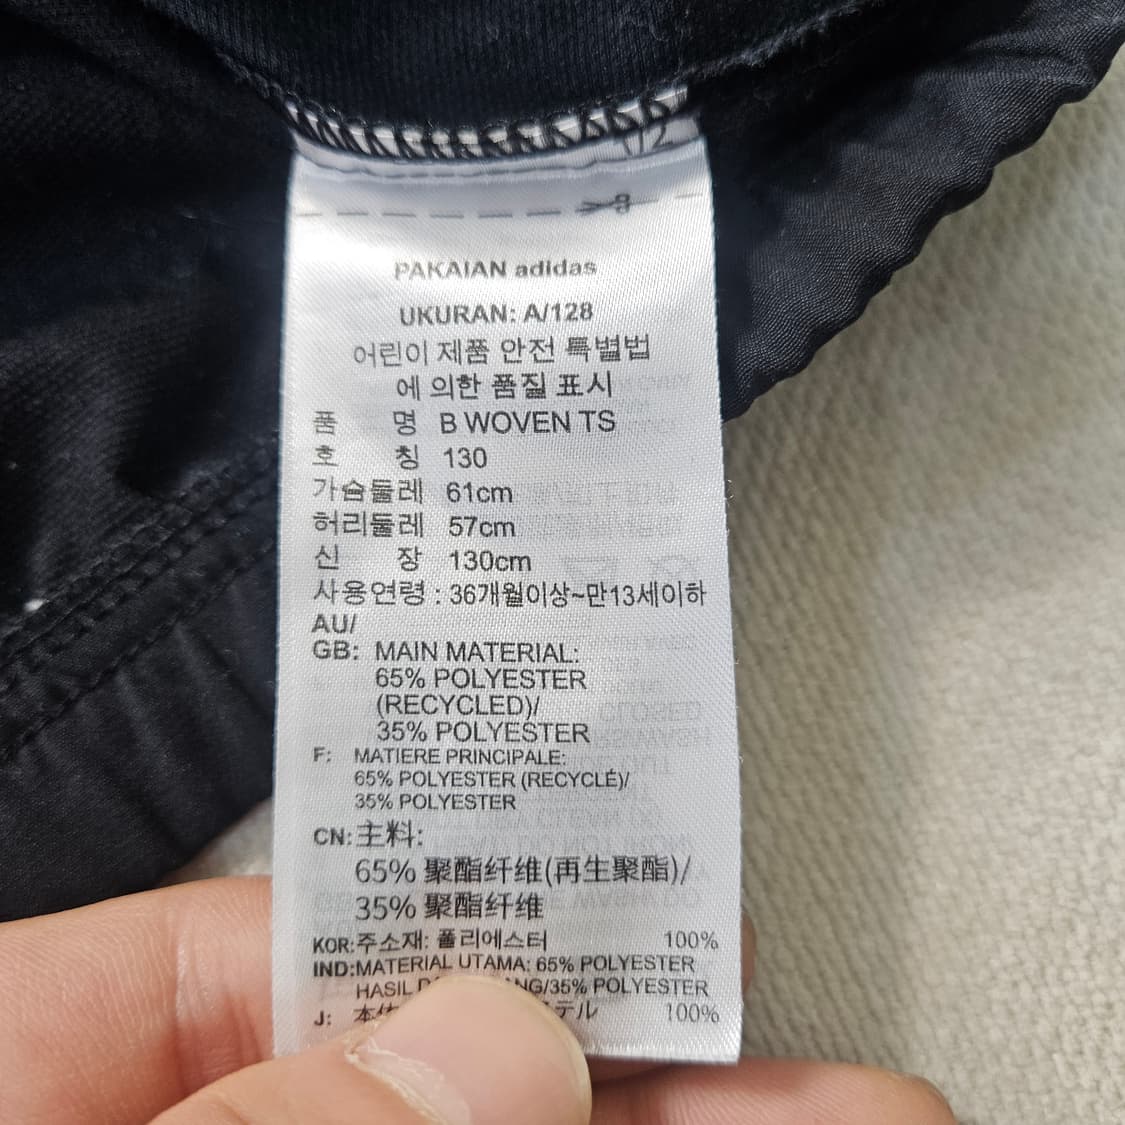 PAKAIAN adidas
UKURAN: A/128
어린이 제품 안전 특별법
에 의한 품질 표시
품 명 B WOVEN TS
호 칭 130
가슴둘레 61cm
허리둘레 57cm
신 장 130cm
사용연령 : 36개월이상~만13세이하
AU/
GB: MAIN MATERIAL:
65% POLYESTER
(RECYCLED)/
35% POLYESTER
F: MATIERE PRINCIPALE:
65% POLYESTER (RECYCLÉ)/
35% POLYESTER
CN: 主料:
65% 聚酯纤维(再生聚酯)/
35% 聚酯纤维
KOR: 주소재: 폴리에스터 100%
IND: MATERIAL UTAMA: 65% POLYESTER
HASIL /35% POLYESTER
J: 100%